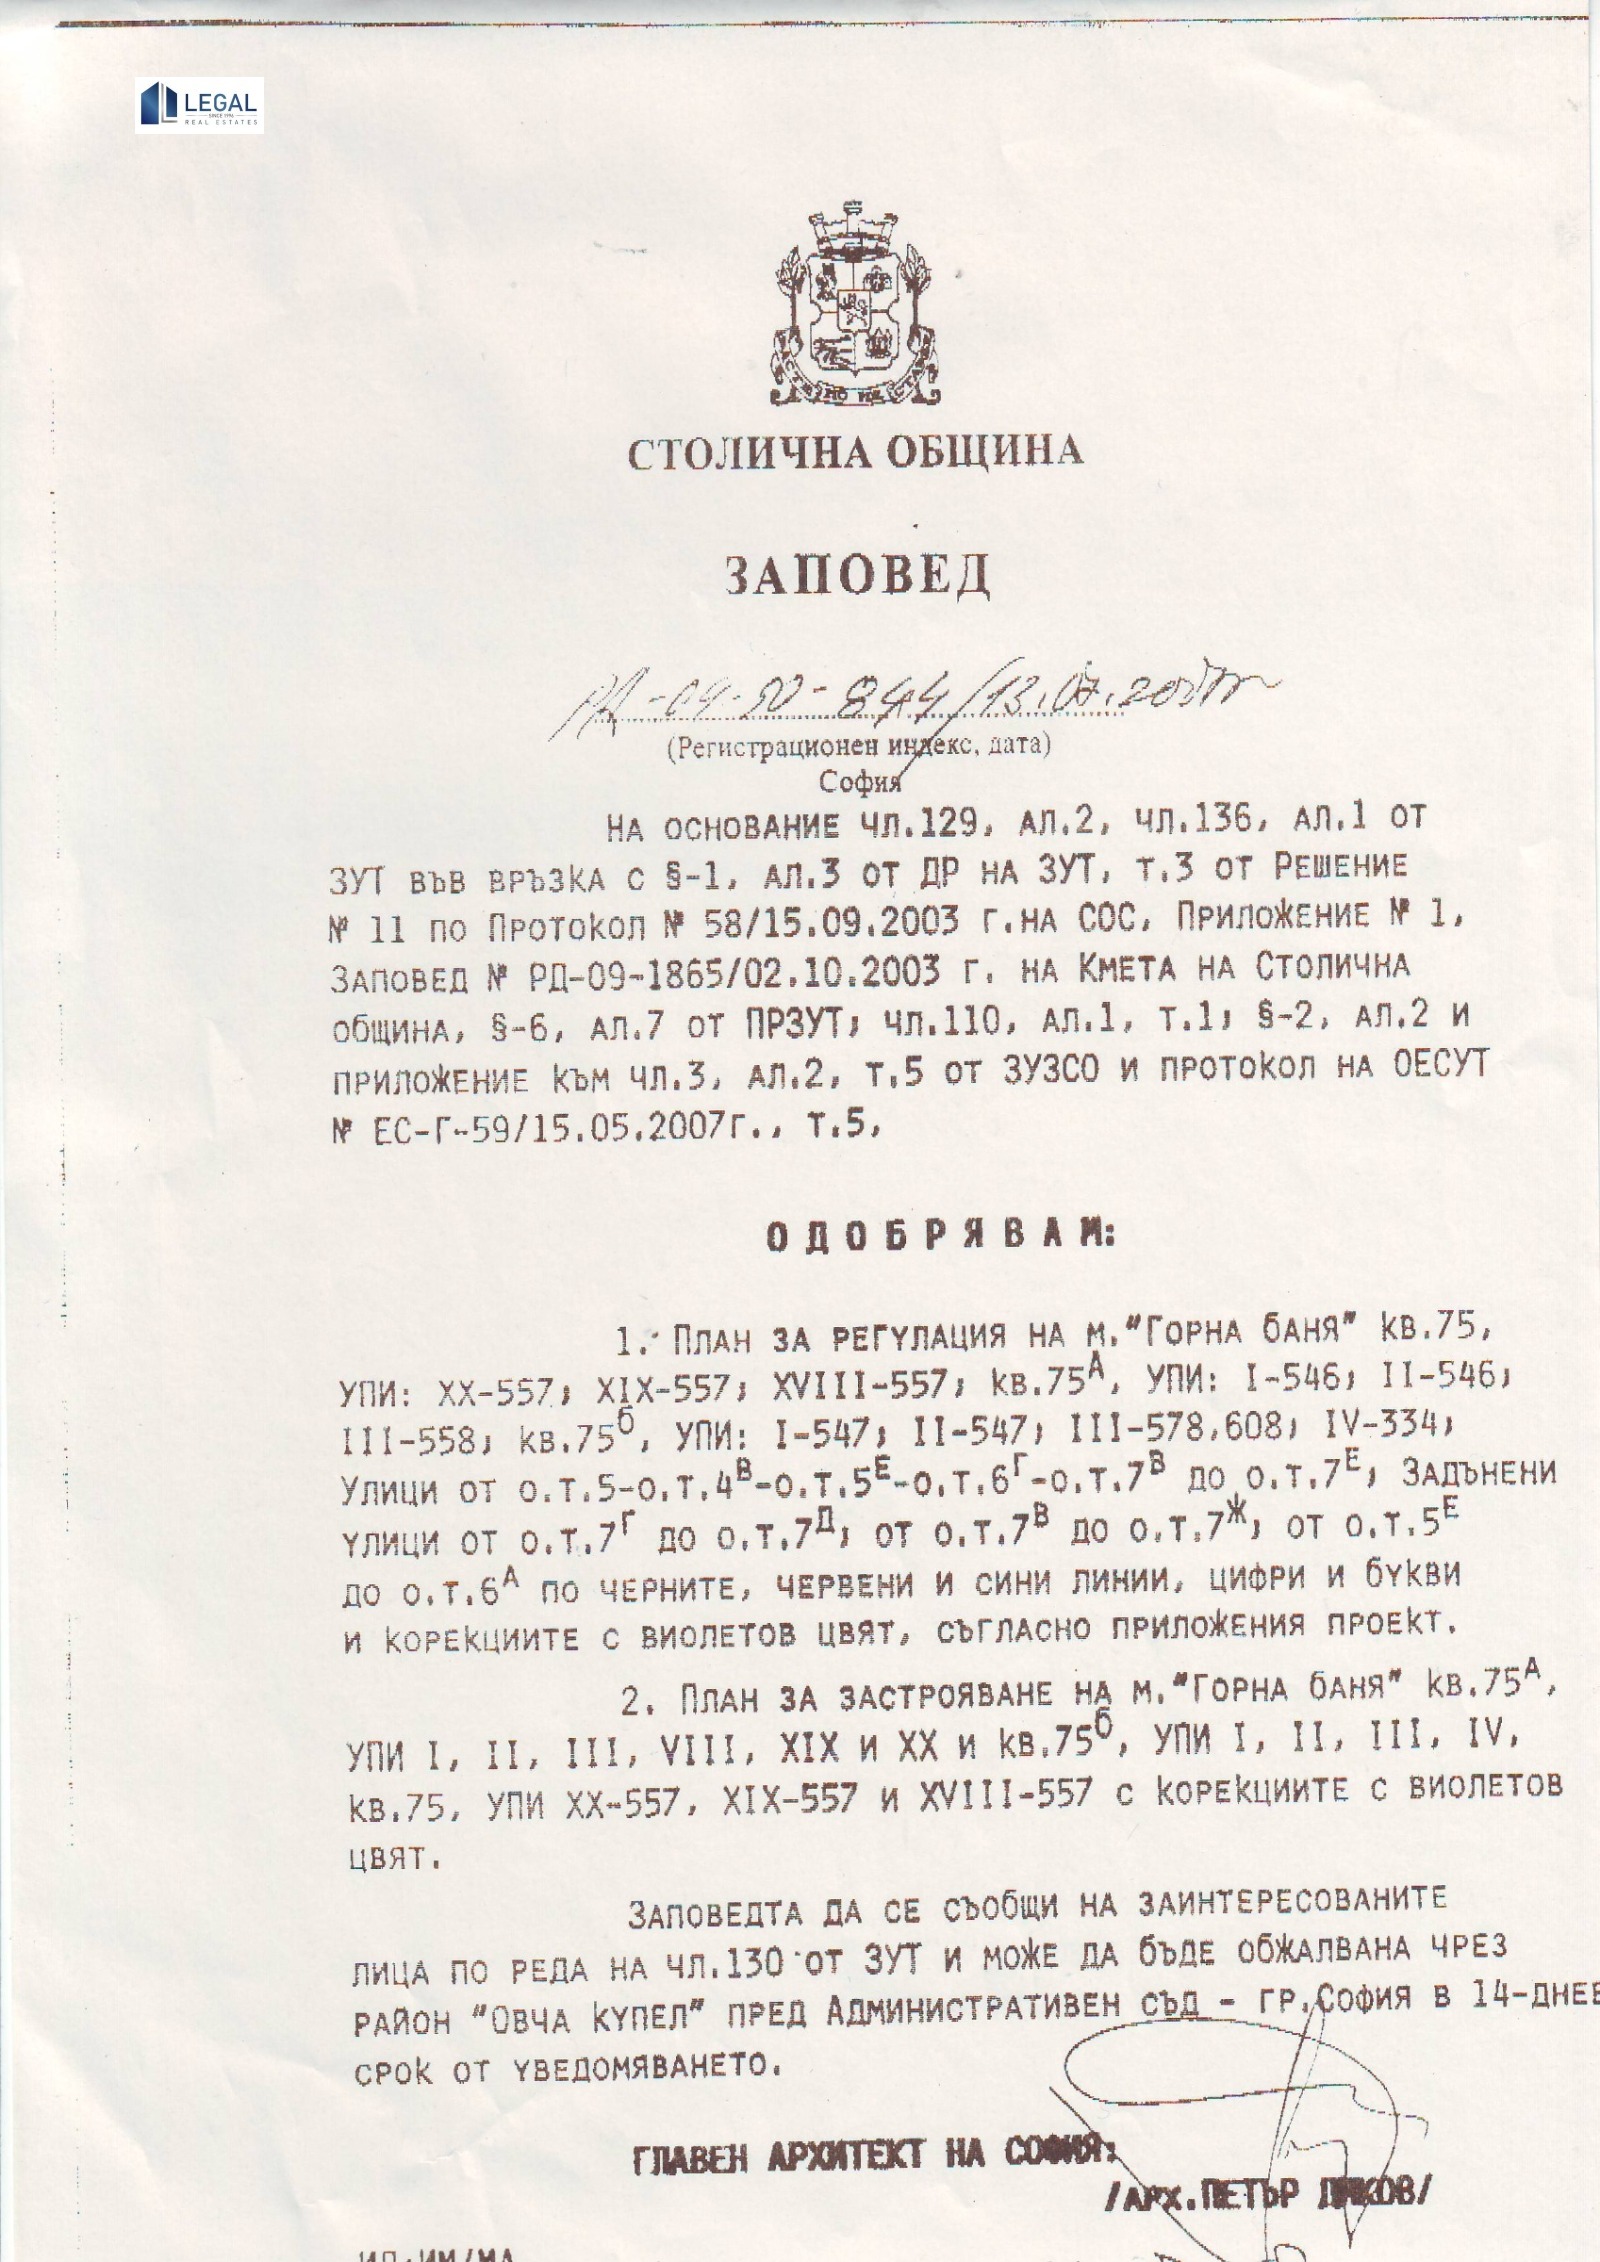 LEGAL
SINCE 1994
REAL ESTATES
СТОЛИЧНА ОБЩИНА
ЗАПОВЕД
РД-09-50-844/13.07.2007г
(Регистрационен индекс, дата)
София
НА ОСНОВАНИЕ ЧЛ.129, АЛ.2, ЧЛ.136, АЛ.1 ОТ
ЗУТ ВЪВ ВРЪЗКА С §-1, АЛ.3 ОТ ДР НА ЗУТ, Т.3 ОТ РЕШЕНИЕ
№ 11 ПО ПРОТОКОЛ № 58/15.09.2003 Г.НА СОС, ПРИЛОЖЕНИЕ № 1,
ЗАПОВЕД № РД-09-1865/02.10.2003 Г. НА КМЕТА НА СТОЛИЧНА
ОБЩИНА, §-6, АЛ.7 ОТ ПРЗУТ; ЧЛ.110, АЛ.1, Т.1; §-2, АЛ.2 И
ПРИЛОЖЕНИЕ КЪМ ЧЛ.3, АЛ.2, Т.5 ОТ ЗУЗСО И ПРОТОКОЛ НА ОЕСУТ
№ ЕС-Г-59/15.05.2007Г., Т.5,
О Д О Б Р Я В А М:
1. ПЛАН ЗА РЕГУЛАЦИЯ НА М."ГОРНА БАНЯ" КВ.75,
УПИ: XX-557; XIX-557; XVIII-557; КВ.75А, УПИ: I-546; II-546;
III-558; КВ.75Б, УПИ: I-547; II-547; III-578,608; IV-334;
УЛИЦИ ОТ О.Т.5-О.Т.4В-О.Т.5Е-О.Т.6Г-О.Т.7В ДО О.Т.7Е; ЗАДЪНЕНИ
УЛИЦИ ОТ О.Т.7Г ДО О.Т.7Д; ОТ О.Т.7В ДО О.Т.7Ж; ОТ О.Т.5Е
ДО О.Т.6А ПО ЧЕРНИТЕ, ЧЕРВЕНИ И СИНИ ЛИНИИ, ЦИФРИ И БУКВИ
И КОРЕКЦИИТЕ С ВИОЛЕТОВ ЦВЯТ, СЪГЛАСНО ПРИЛОЖЕНИЯ ПРОЕКТ.
2. ПЛАН ЗА ЗАСТРОЯВАНЕ НА М."ГОРНА БАНЯ" КВ.75А,
УПИ I, II, III, VIII, XIX И XX И КВ.75Б, УПИ I, II, III, IV,
КВ.75, УПИ XX-557, XIX-557 И XVIII-557 С КОРЕКЦИИТЕ С ВИОЛЕТОВ
ЦВЯТ.
ЗАПОВЕДТА ДА СЕ СЪОБЩИ НА ЗАИНТЕРЕСОВАНИТЕ
ЛИЦА ПО РЕДА НА ЧЛ.130 ОТ ЗУТ И МОЖЕ ДА БЪДЕ ОБЖАЛВАНА ЧРЕЗ
РАЙОН "ОВЧА КУПЕЛ" ПРЕД АДМИНИСТРАТИВЕН СЪД - ГР.СОФИЯ В 14-ДНЕВ
СРОК ОТ УВЕДОМЯВАНЕТО.
ГЛАВЕН АРХИТЕКТ НА СОФИЯ:
/АРХ.ПЕТЪР ДИКОВ/